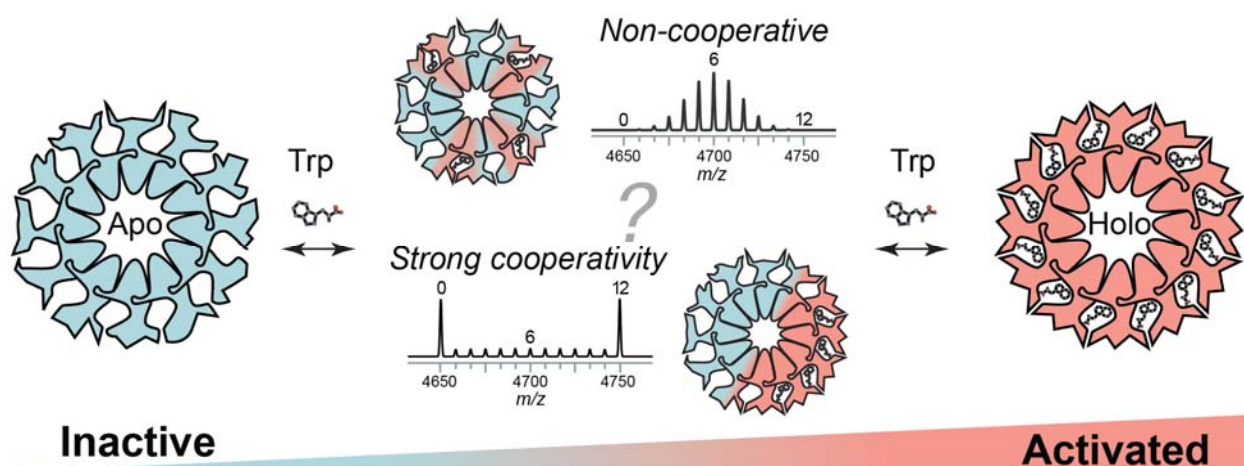 Non-cooperative
6
0
12
4650
4700
4750
m/z
Trp
Apo
?
Trp
Holo
Strong cooperativity
0
12
6
4650
4700
4750
m/z
Inactive
Activated